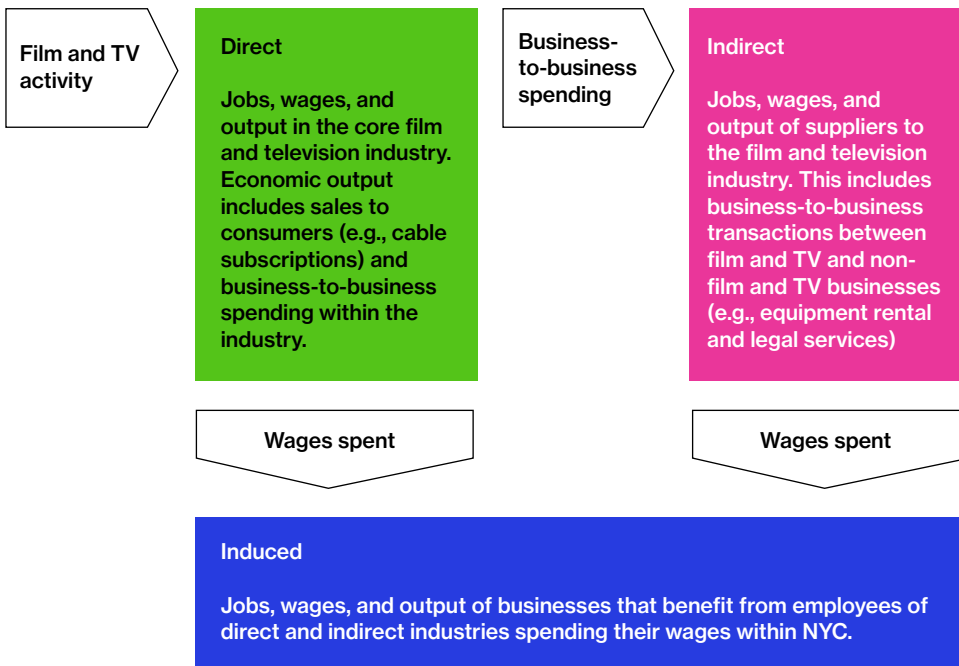 Film and TV
activity
Direct
Jobs, wages, and
output in the core film
and television industry.
Economic output
includes sales to
consumers (e.g., cable
subscriptions) and
business-to-business
spending within the
industry.
Business-
to-business
spending
Indirect
Jobs, wages, and
output of suppliers to
the film and television
industry. This includes
business-to-business
transactions between
film and TV and non-
film and TV businesses
(e.g., equipment rental
and legal services)
Wages spent
Wages spent
Induced
Jobs, wages, and output of businesses that benefit from employees of
direct and indirect industries spending their wages within NYC.